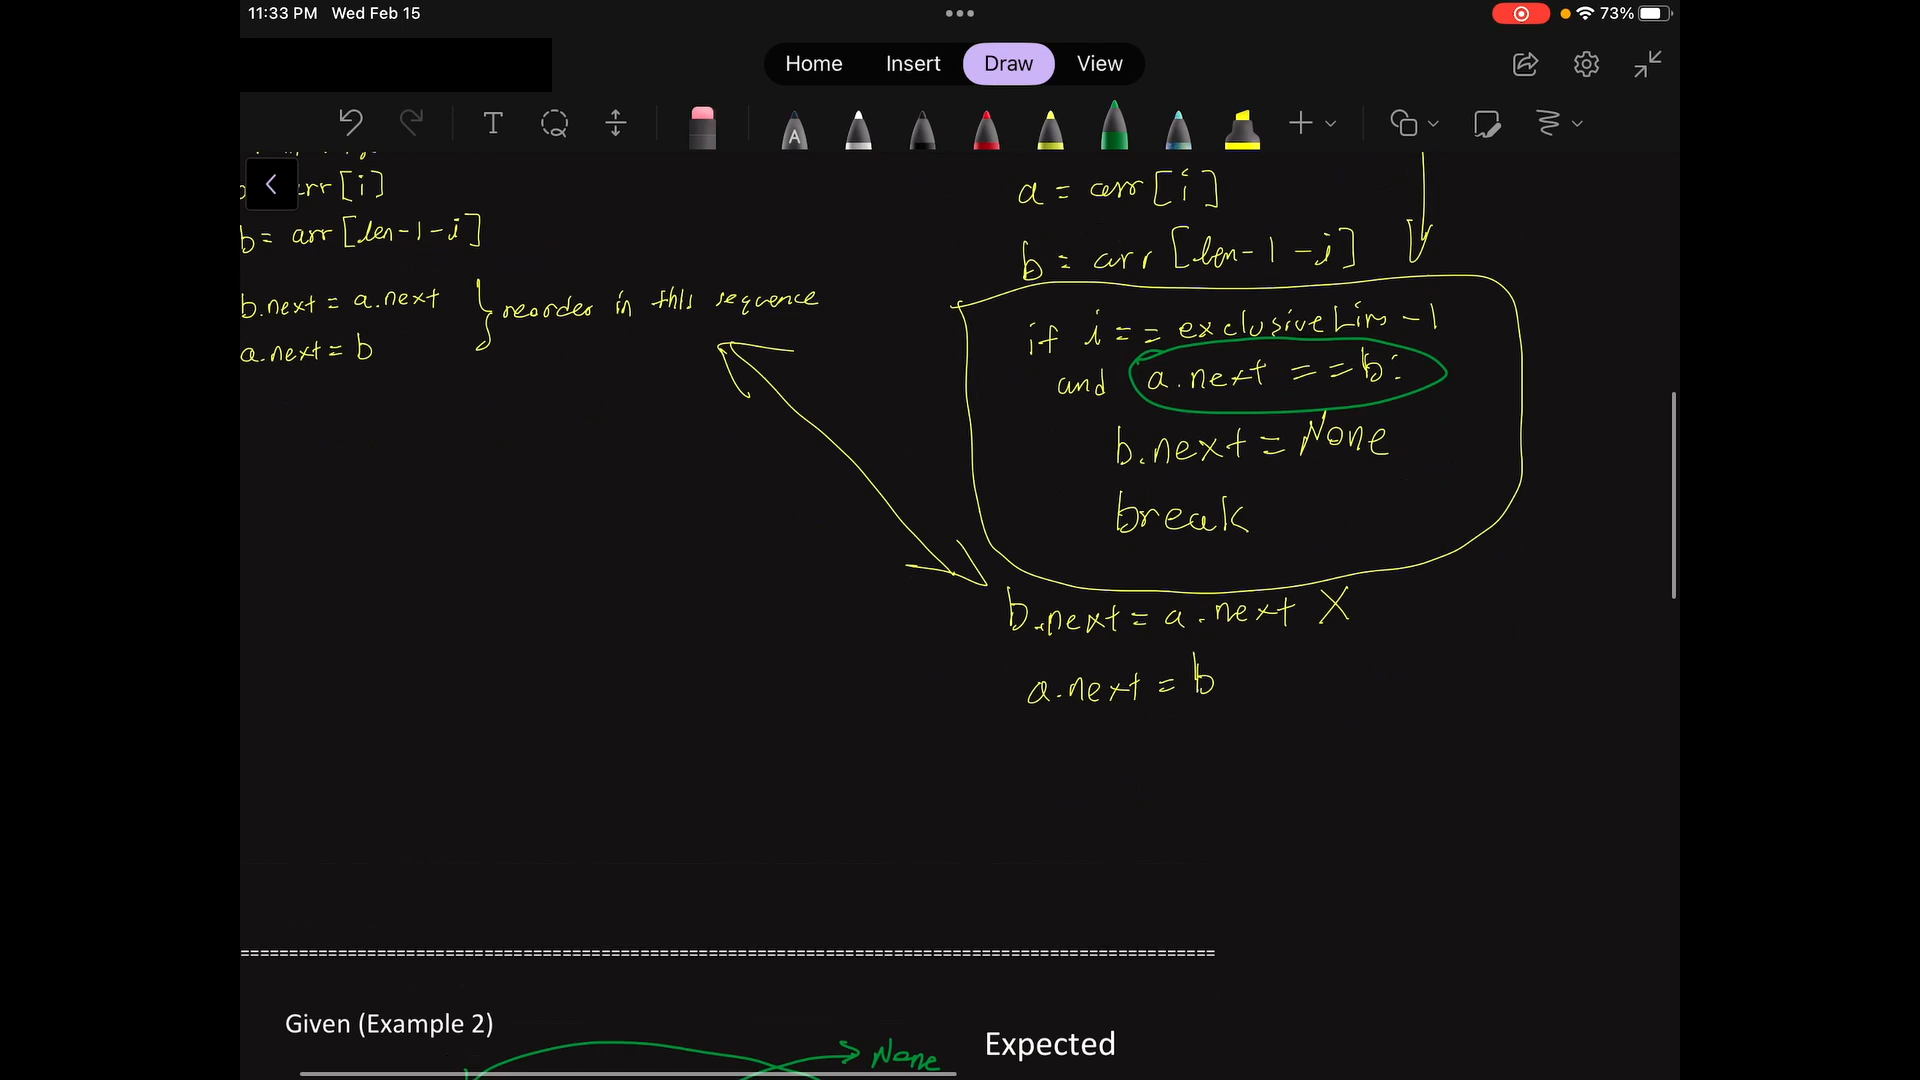 11:33 PM Wed Feb 15
73%
Home Insert Draw View
T
A
arr[i]
b = arr[len-1-i]
b.next = a.next
a.next = b
reorder in this sequence
a = arr[i]
b = arr[len-1-i]
if i == exclusiveLim-1
and a.next == b:
b.next = None
break
b.next = a.next X
a.next = b
=================================================================================
Given (Example 2)
None
Expected